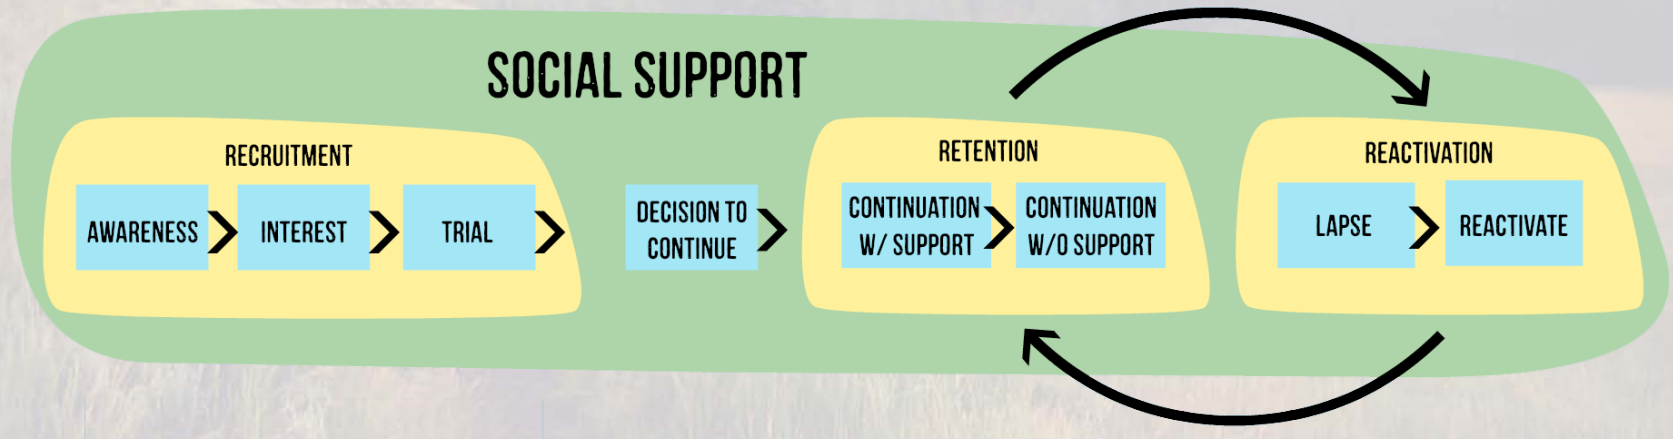 SOCIAL SUPPORT
RECRUITMENT
AWARENESS
INTEREST
TRIAL
DECISION TO
CONTINUE
RETENTION
CONTINUATION
W/ SUPPORT
CONTINUATION
W/O SUPPORT
REACTIVATION
LAPSE
REACTIVATE